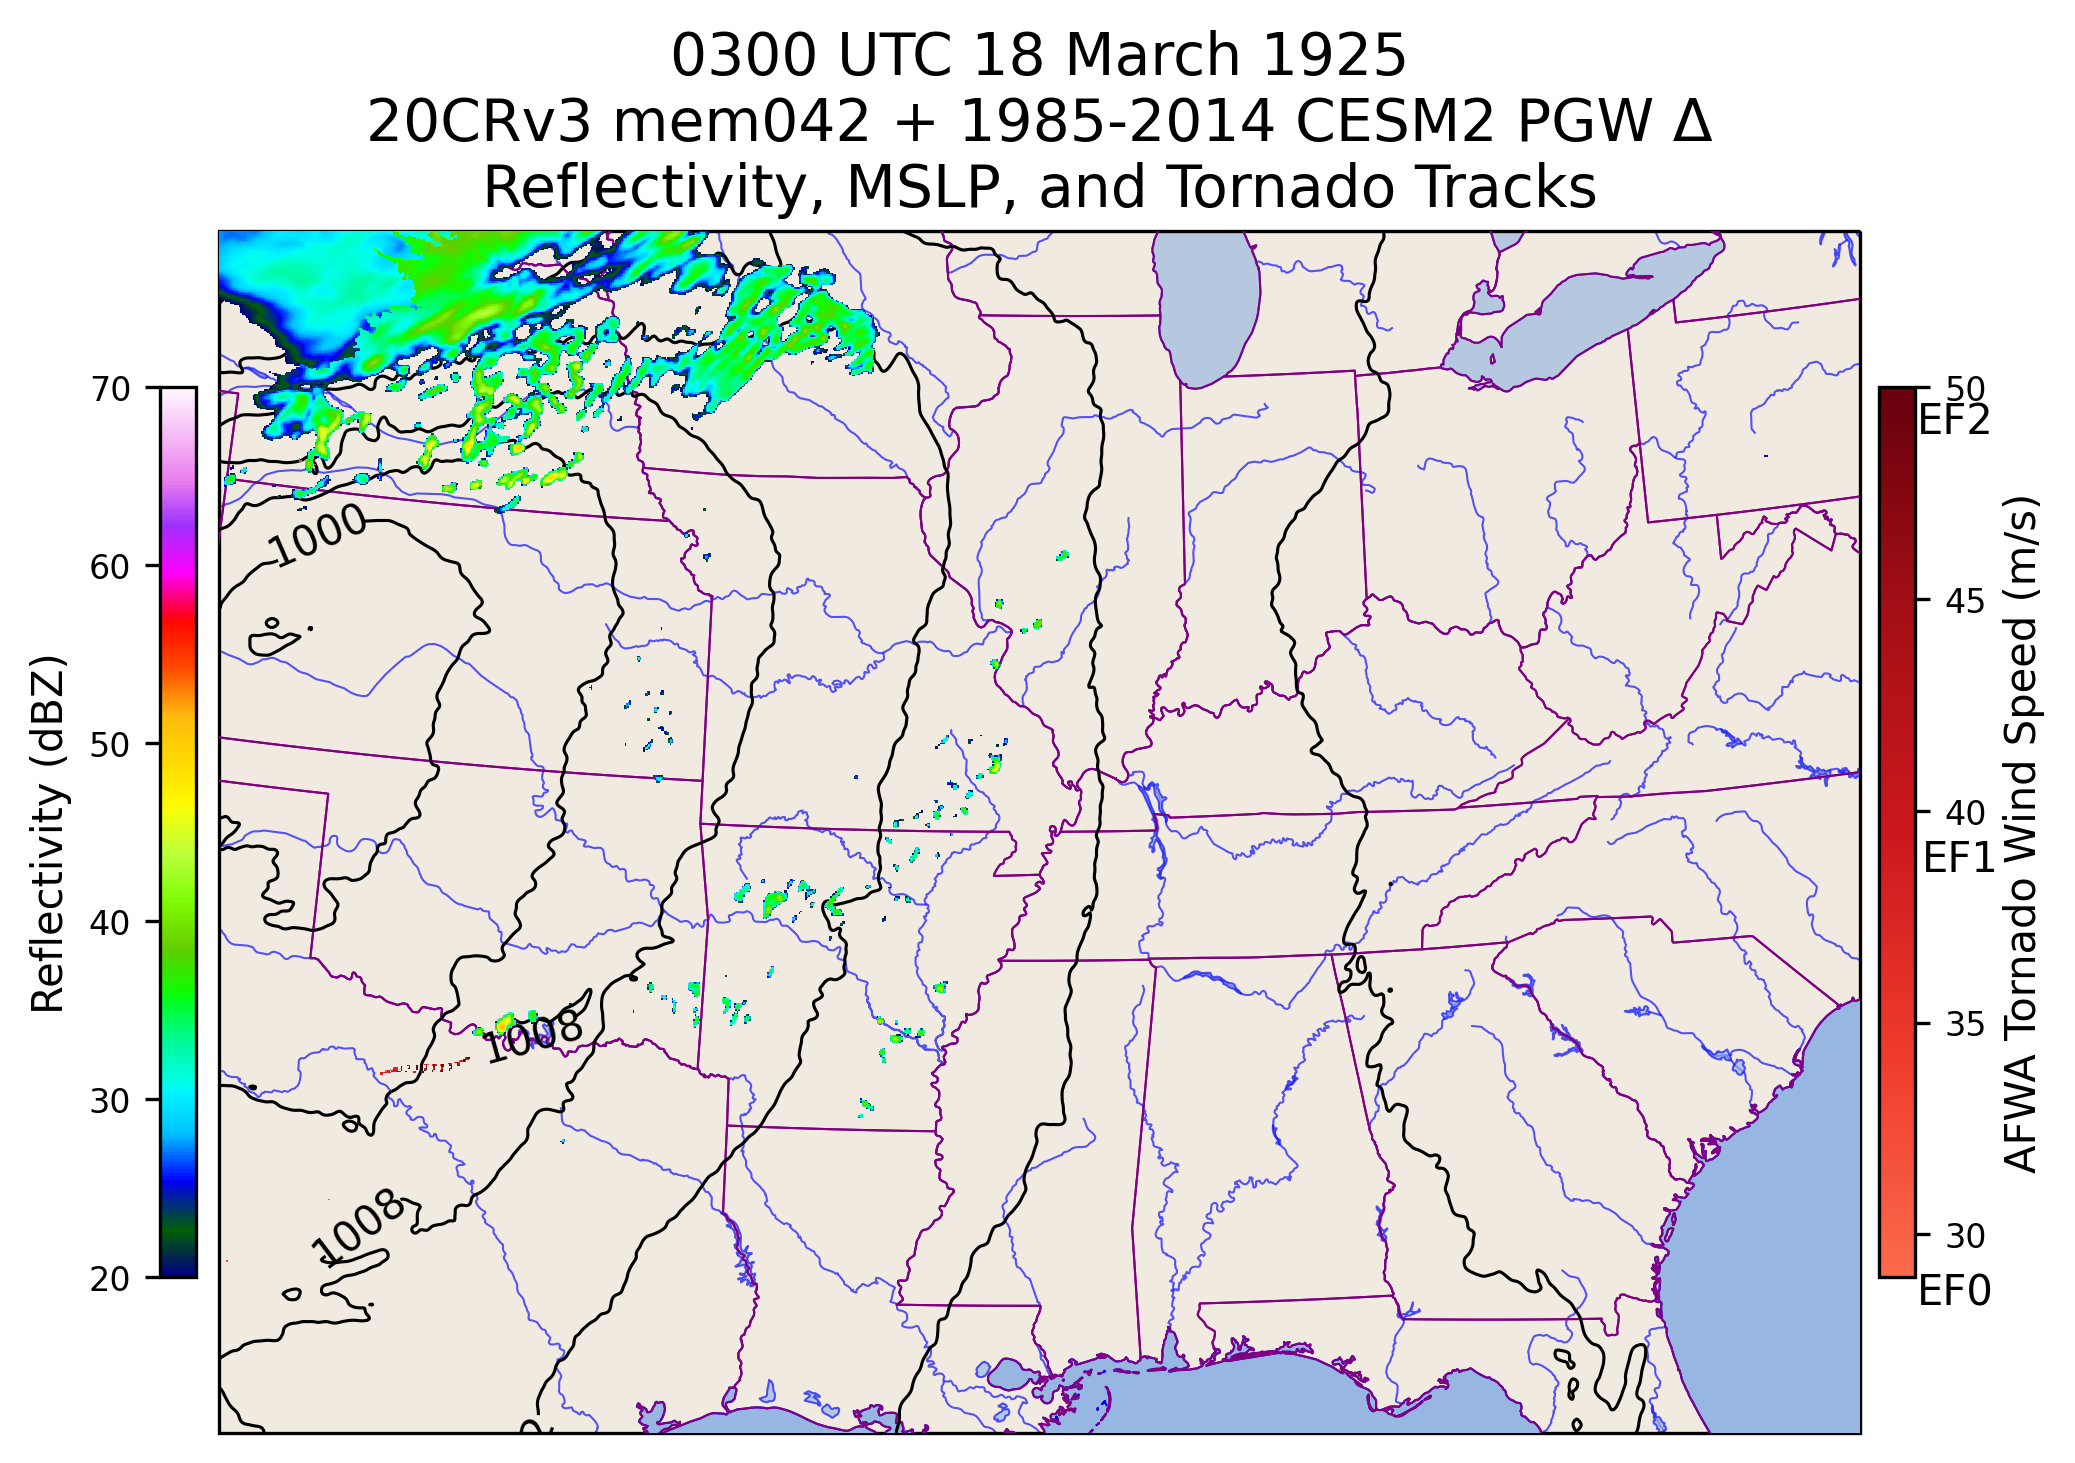 0300 UTC 18 March 1925
20CRv3 mem042 + 1985-2014 CESM2 PGW Δ
Reflectivity, MSLP, and Tornado Tracks
70
60
50
40
30
20
Reflectivity (dBZ)
1000
1008
1008
50
EF2
45
40
EF1
35
30
EF0
AFWA Tornado Wind Speed (m/s)